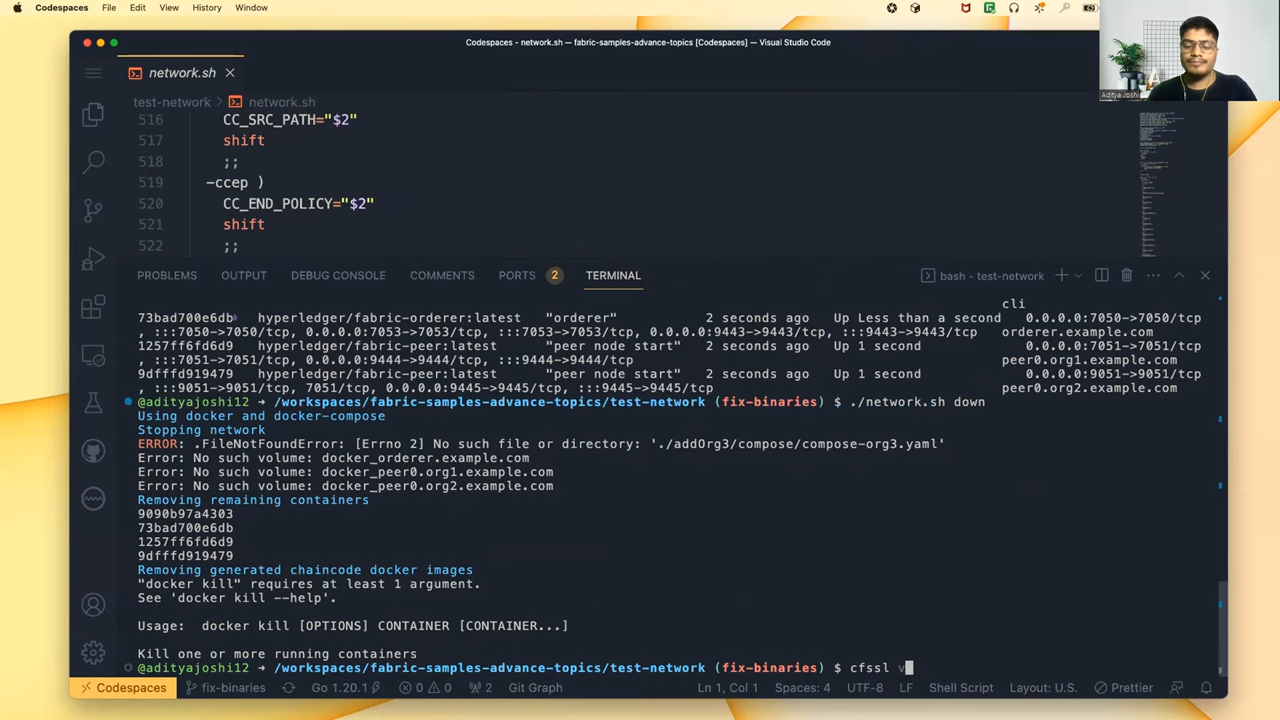 Codespaces File Edit View History Window
Codespaces - network.sh — fabric-samples-advance-topics [Codespaces] — Visual Studio Code
Aditya Joshi
network.sh
test-network > network.sh
516 CC_SRC_PATH="$2"
517 shift
518 ;;
519 -ccep )
520 CC_END_POLICY="$2"
521 shift
522 ;;
PROBLEMS OUTPUT DEBUG CONSOLE COMMENTS PORTS 2 TERMINAL bash - test-network
cli
73bad700e6db hyperledger/fabric-orderer:latest "orderer" 2 seconds ago Up Less than a second 0.0.0.0:7050->7050/tcp
, :::7050->7050/tcp, 0.0.0.0:7053->7053/tcp, :::7053->7053/tcp, 0.0.0.0:9443->9443/tcp, :::9443->9443/tcp orderer.example.com
1257ff6fd6d9 hyperledger/fabric-peer:latest "peer node start" 2 seconds ago Up 1 second 0.0.0.0:7051->7051/tcp
, :::7051->7051/tcp, 0.0.0.0:9444->9444/tcp, :::9444->9444/tcp peer0.org1.example.com
9dfffd919479 hyperledger/fabric-peer:latest "peer node start" 2 seconds ago Up 1 second 0.0.0.0:9051->9051/tcp
, :::9051->9051/tcp, 7051/tcp, 0.0.0.0:9445->9445/tcp, :::9445->9445/tcp peer0.org2.example.com
@adityajoshi12 → /workspaces/fabric-samples-advance-topics/test-network (fix-binaries) $ ./network.sh down
Using docker and docker-compose
Stopping network
ERROR: .FileNotFoundError: [Errno 2] No such file or directory: './addOrg3/compose/compose-org3.yaml'
Error: No such volume: docker_orderer.example.com
Error: No such volume: docker_peer0.org1.example.com
Error: No such volume: docker_peer0.org2.example.com
Removing remaining containers
9090b97a4303
73bad700e6db
1257ff6fd6d9
9dfffd919479
Removing generated chaincode docker images
"docker kill" requires at least 1 argument.
See 'docker kill --help'.
Usage: docker kill [OPTIONS] CONTAINER [CONTAINER...]
Kill one or more running containers
@adityajoshi12 → /workspaces/fabric-samples-advance-topics/test-network (fix-binaries) $ cfssl v
Codespaces fix-binaries Go 1.20.1 0 0 2 Git Graph Ln 1, Col 1 Spaces: 4 UTF-8 LF Shell Script Layout: U.S. Prettier